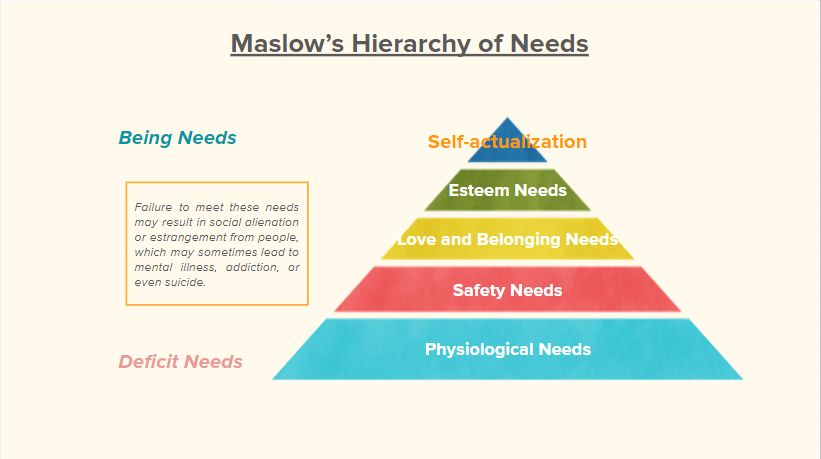 Maslow’s Hierarchy of Needs
Being Needs
Self-actualization
Esteem Needs
Failure to meet these needs
may result in social alienation
or estrangement from people,
which may sometimes lead to
mental illness, addiction, or
even suicide.
Love and Belonging Needs
Safety Needs
Physiological Needs
Deficit Needs